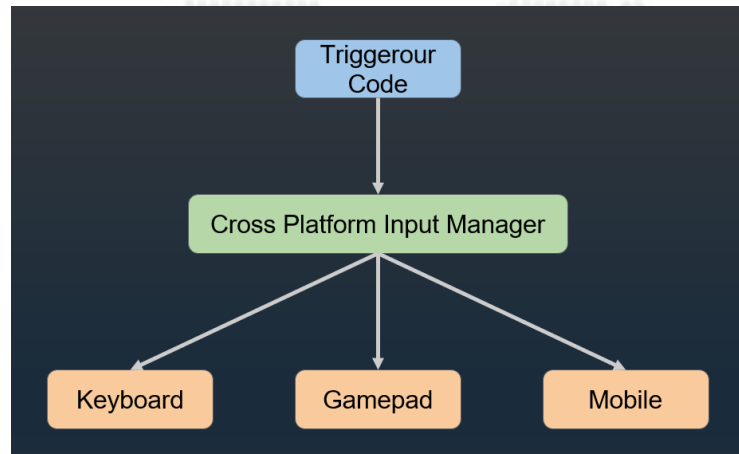 Triggerour
Code
Cross Platform Input Manager
Keyboard
Gamepad
Mobile